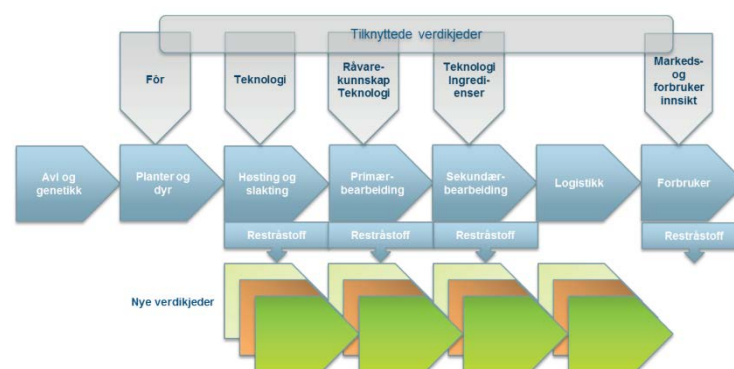 Tilknyttede verdikjeder
Fòr
Teknologi
Råvare-
kunnskap
Teknologi
Teknologi
Ingredi-
enser
Markeds-
og
forbruker
innsikt
Avl og
genetikk
Planter og
dyr
Høsting og
slakting
Primær-
bearbeiding
Sekundær-
bearbeiding
Logistikk
Forbruker
Restråstoff
Restråstoff
Restråstoff
Restråstoff
Nye verdikjeder